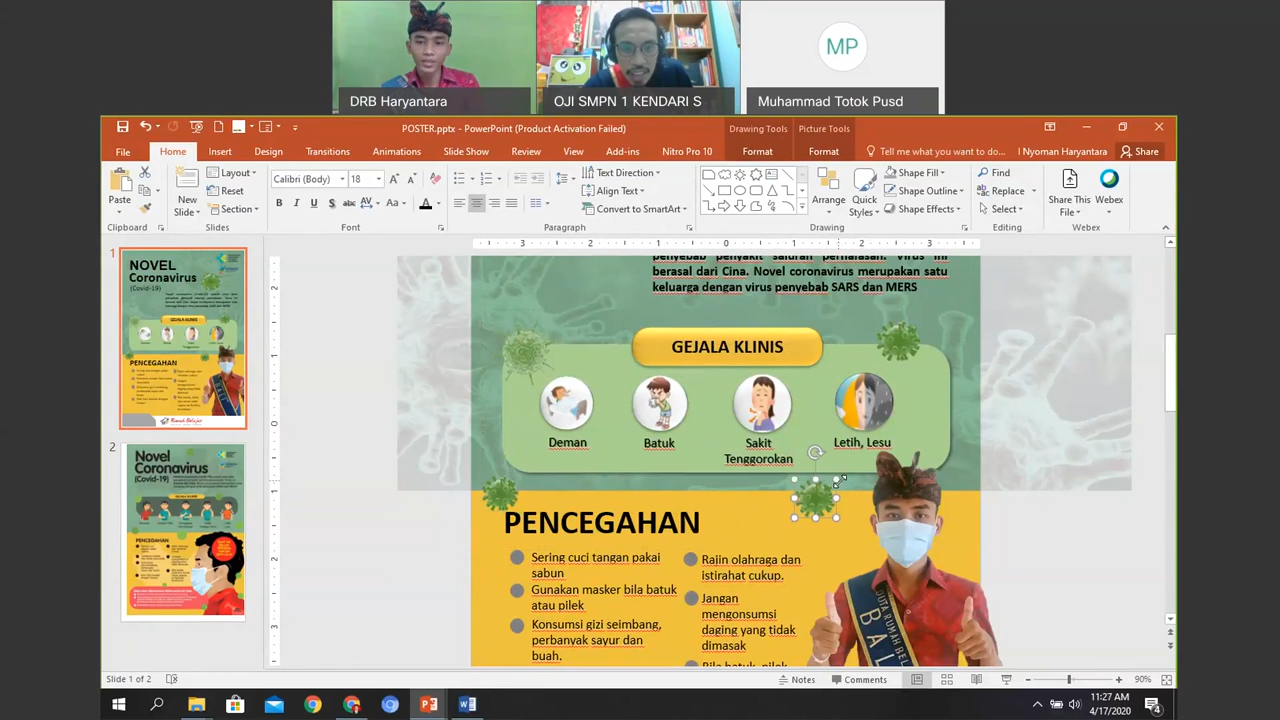 DRB Haryantara
OJI SMPN 1 KENDARI S
MP
Muhammad Totok Pusd
POSTER.pptx - PowerPoint (Product Activation Failed)
Drawing Tools
Picture Tools
File
Home
Insert
Design
Transitions
Animations
Slide Show
Review
View
Add-ins
Nitro Pro 10
Format
Format
Tell me what you want to do...
I Nyoman Haryantara
Share
Paste
New Slide
Layout
Reset
Section
Calibri (Body)
18
Text Direction
Align Text
Convert to SmartArt
Arrange
Quick Styles
Shape Fill
Shape Outline
Shape Effects
Find
Replace
Select
Share This File
Webex
Clipboard
Slides
Font
Paragraph
Drawing
Editing
Webex
1
NOVEL
Coronavirus
(Covid-19)
GEJALA KLINIS
PENCEGAHAN
Rumah Belajar
2
Novel
Coronavirus
(Covid-19)
berasal dari Cina. Novel coronavirus merupakan satu
keluarga dengan virus penyebab SARS dan MERS
GEJALA KLINIS
Deman
Batuk
Sakit
Tenggorokan
Letih, Lesu
PENCEGAHAN
Sering cuci tangan pakai
sabun
Gunakan masker bila batuk
atau pilek
Konsumsi gizi seimbang,
perbanyak sayur dan
buah.
Rajin olahraga dan
istirahat cukup.
Jangan
mengonsumsi
daging yang tidak
dimasak
Slide 1 of 2
Notes
Comments
90%
11:27 AM
4/17/2020
4